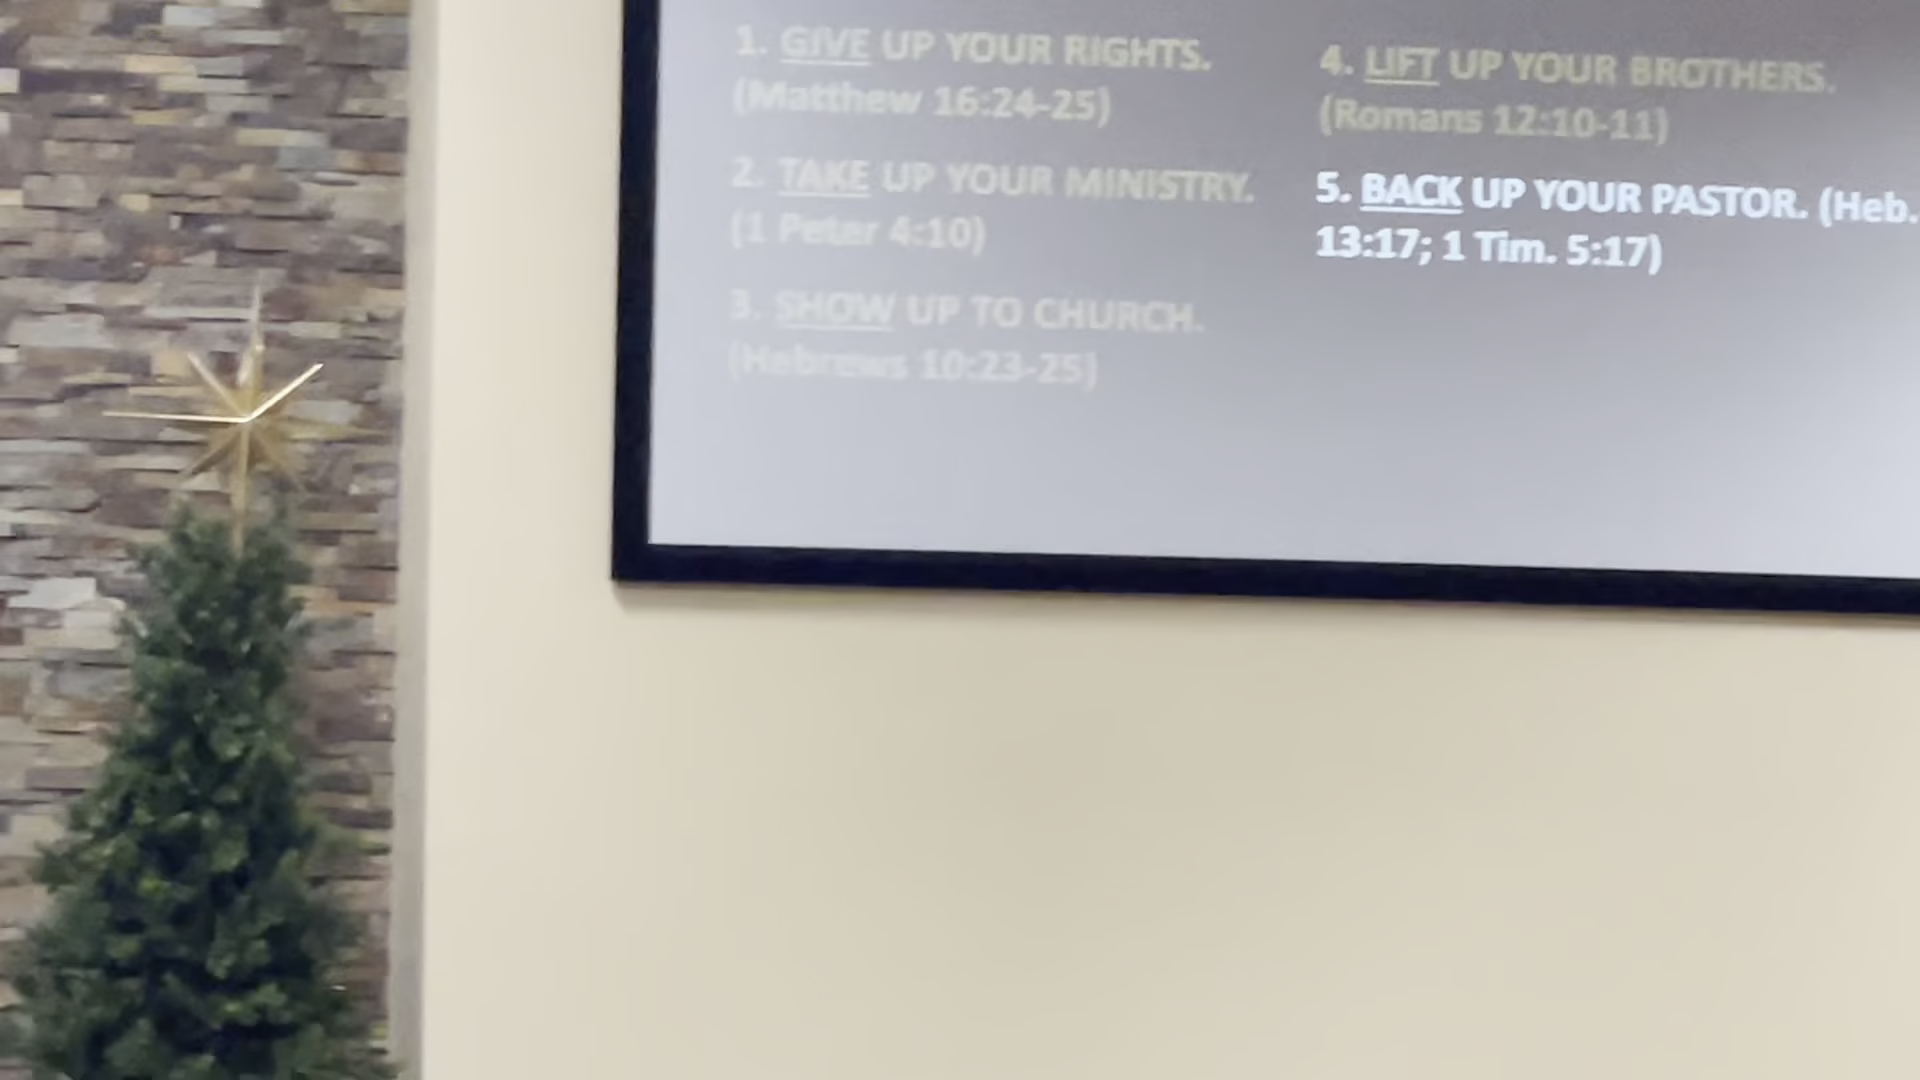 1. GIVE UP YOUR RIGHTS.
(Matthew 16:24-25)
2. TAKE UP YOUR MINISTRY.
(1 Peter 4:10)
3. SHOW UP TO CHURCH.
(Hebrews 10:23-25)
4. LIFT UP YOUR BROTHERS.
(Romans 12:10-11)
5. BACK UP YOUR PASTOR. (Heb.
13:17; 1 Tim. 5:17)